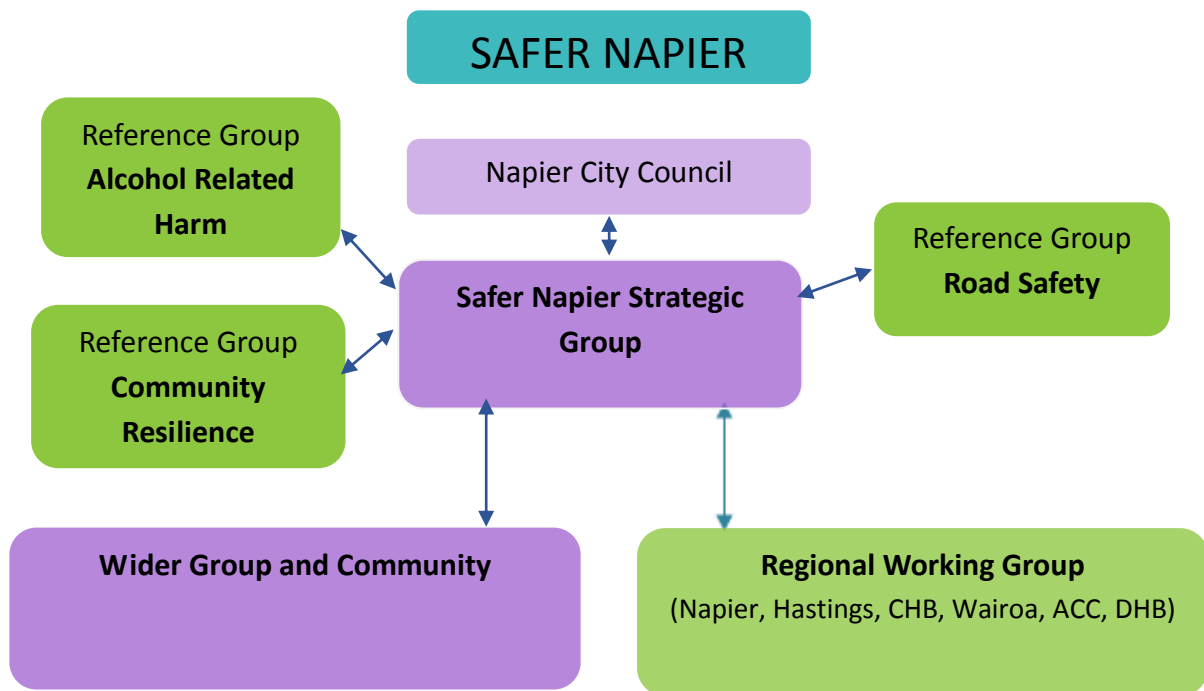 SAFER NAPIER
Reference Group
Alcohol Related
Harm
Napier City Council
Reference Group
Road Safety
Safer Napier Strategic
Group
Reference Group
Community
Resilience
Wider Group and Community
Regional Working Group
(Napier, Hastings, CHB, Wairoa, ACC, DHB)